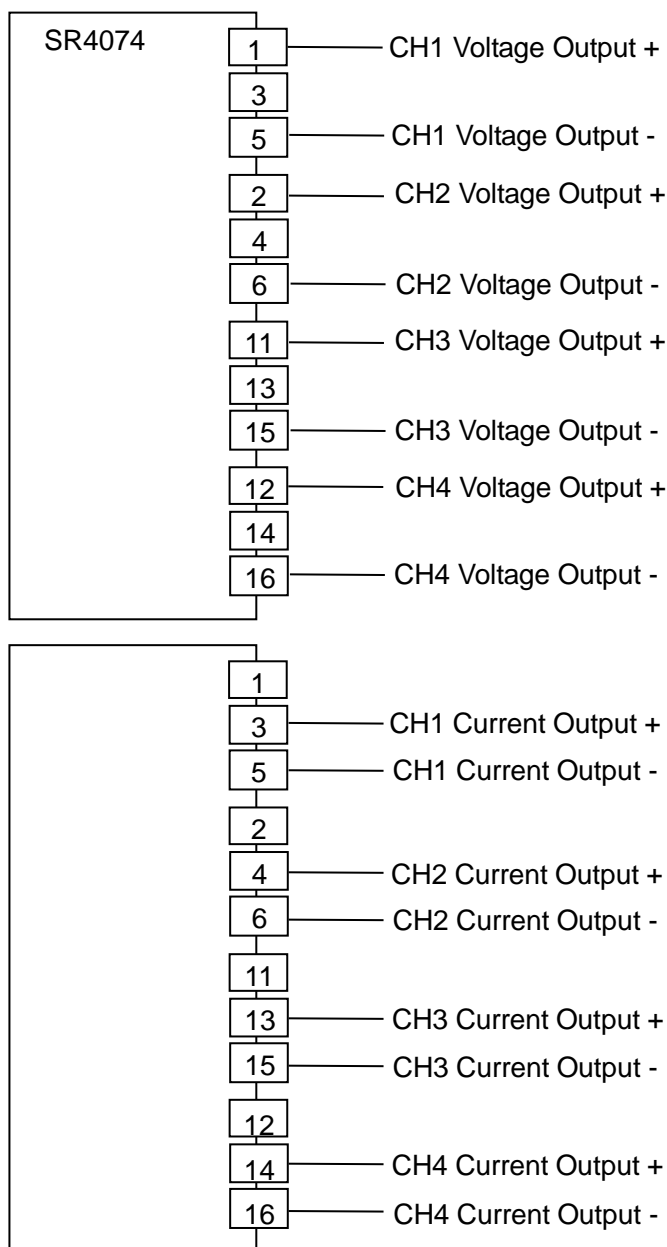 SR4074
1 CH1 Voltage Output +
3
5 CH1 Voltage Output -
2 CH2 Voltage Output +
4
6 CH2 Voltage Output -
11 CH3 Voltage Output +
13
15 CH3 Voltage Output -
12 CH4 Voltage Output +
14
16 CH4 Voltage Output -
1
3 CH1 Current Output +
5 CH1 Current Output -
2
4 CH2 Current Output +
6 CH2 Current Output -
11
13 CH3 Current Output +
15 CH3 Current Output -
12
14 CH4 Current Output +
16 CH4 Current Output -